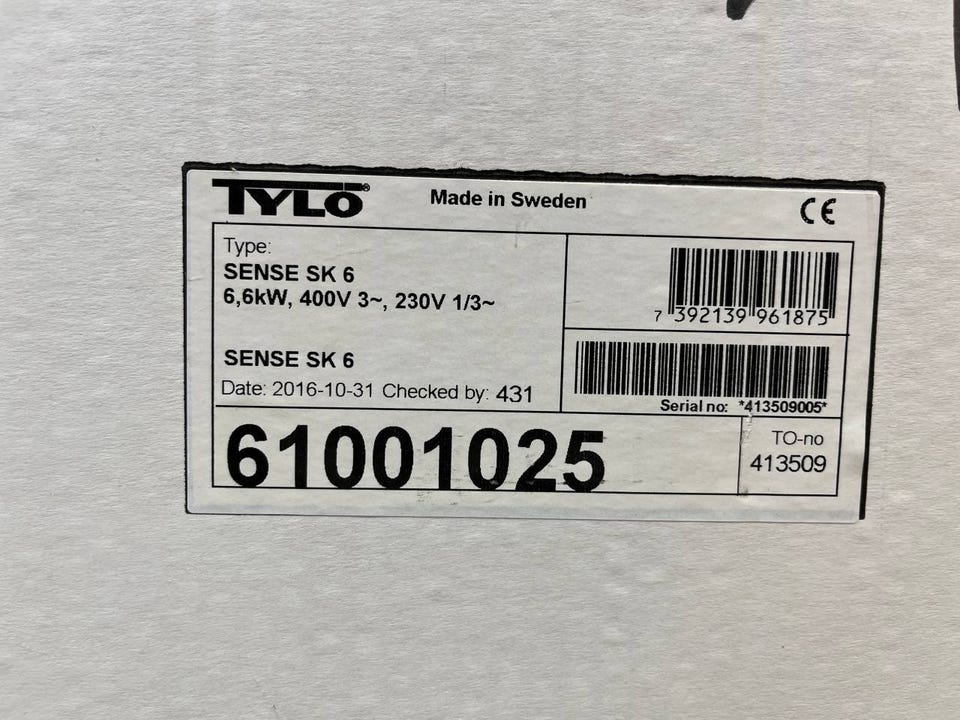 TYLÖ®
Made in Sweden
CE
Type:
SENSE SK 6
6,6kW, 400V 3~, 230V 1/3~
7 392139 961875
SENSE SK 6
Date: 2016-10-31 Checked by: 431
Serial no: *413509005*
61001025
TO-no
413509